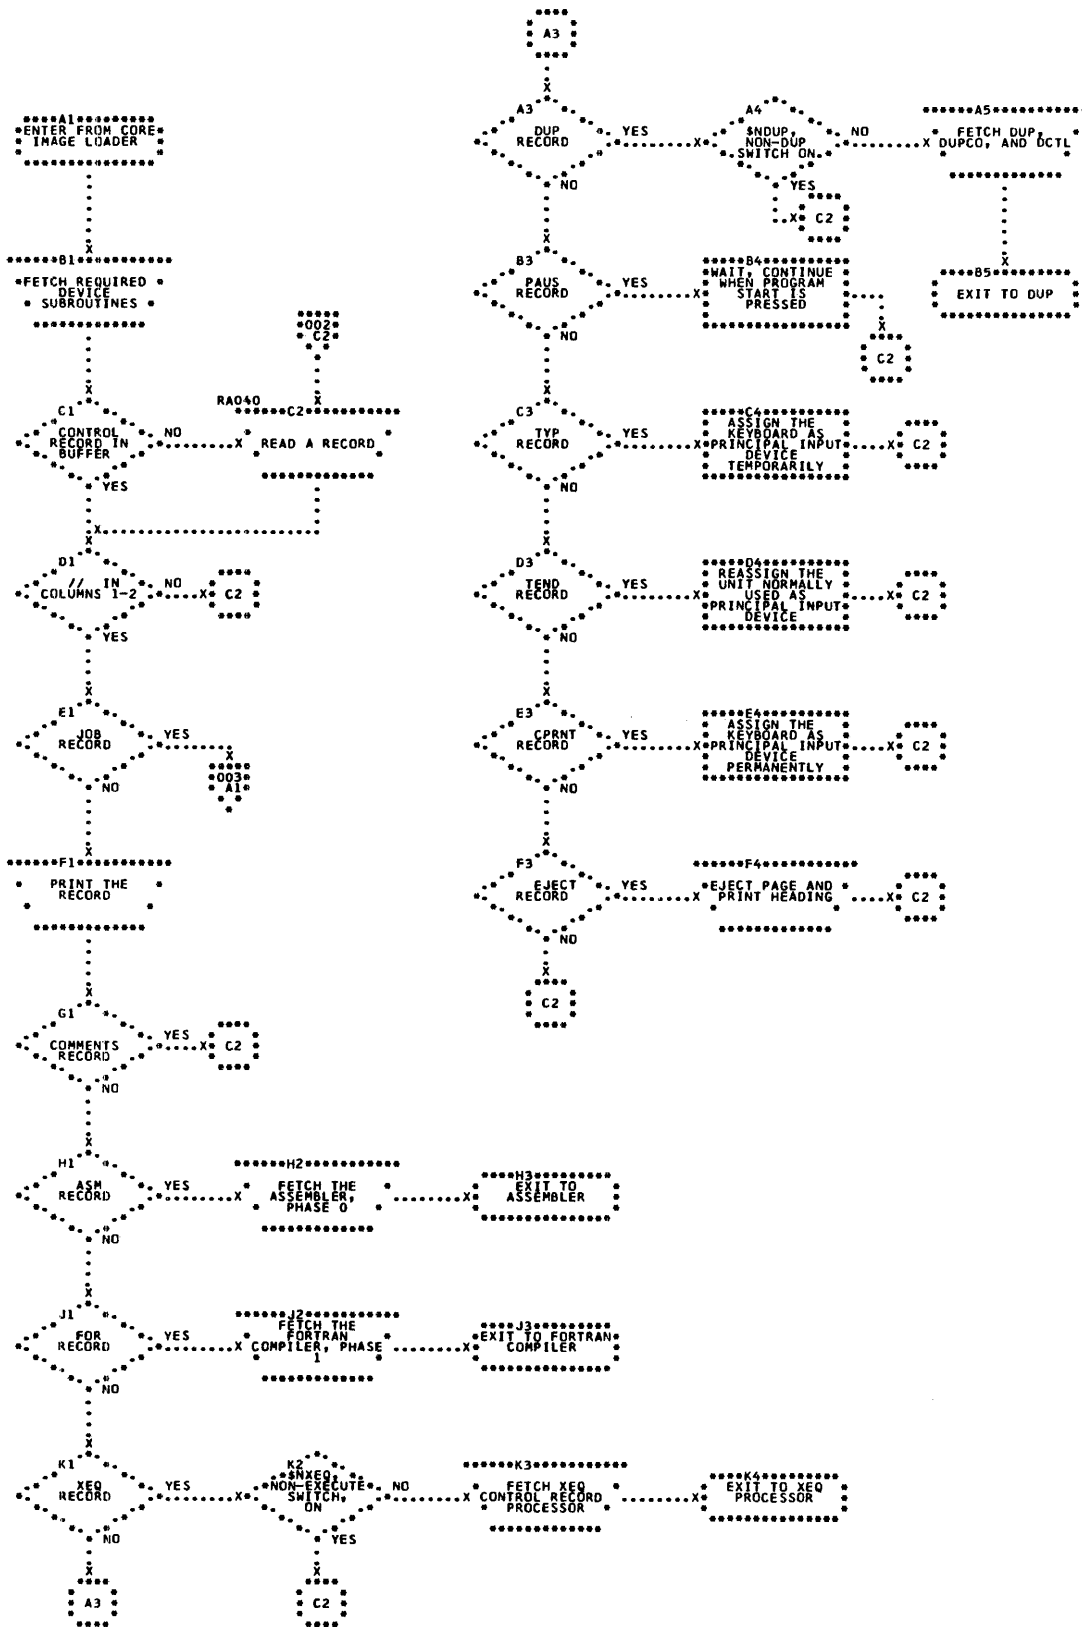 A1
ENTER FROM CORE
IMAGE LOADER
B1
FETCH REQUIRED
DEVICE
SUBROUTINES
002
C2
C1
CONTROL
RECORD IN
BUFFER
NO
YES
RA040
C2
READ A RECORD
D1
// IN
COLUMNS 1-2
NO
C2
YES
E1
JOB
RECORD
YES
003
A1
NO
F1
PRINT THE
RECORD
G1
COMMENTS
RECORD
YES
C2
NO
H1
ASM
RECORD
YES
NO
H2
FETCH THE
ASSEMBLER,
PHASE 0
H3
EXIT TO
ASSEMBLER
J1
FOR
RECORD
YES
NO
J2
FETCH THE
FORTRAN
COMPILER, PHASE
1
J3
EXIT TO FORTRAN
COMPILER
K1
XEQ
RECORD
YES
NO
A3
K2
$NXEQ,
NON-EXECUTE
SWITCH,
ON
NO
YES
C2
K3
FETCH XEQ
CONTROL RECORD
PROCESSOR
K4
EXIT TO XEQ
PROCESSOR
A3
A3
DUP
RECORD
YES
NO
A4
$NDUP,
NON-DUP
SWITCH ON
NO
YES
C2
A5
FETCH DUP,
DUPCO, AND DCTL
B5
EXIT TO DUP
B3
PAUS
RECORD
YES
NO
B4
WAIT, CONTINUE
WHEN PROGRAM
START IS
PRESSED
C2
C3
TYP
RECORD
YES
NO
C4
ASSIGN THE
KEYBOARD AS
PRINCIPAL INPUT
DEVICE
TEMPORARILY
C2
D3
TEND
RECORD
YES
NO
D4
REASSIGN THE
UNIT NORMALLY
USED AS
PRINCIPAL INPUT
DEVICE
C2
E3
CPRNT
RECORD
YES
NO
E4
ASSIGN THE
KEYBOARD AS
PRINCIPAL INPUT
DEVICE
PERMANENTLY
C2
F3
EJECT
RECORD
YES
NO
F4
EJECT PAGE AND
PRINT HEADING
C2
C2